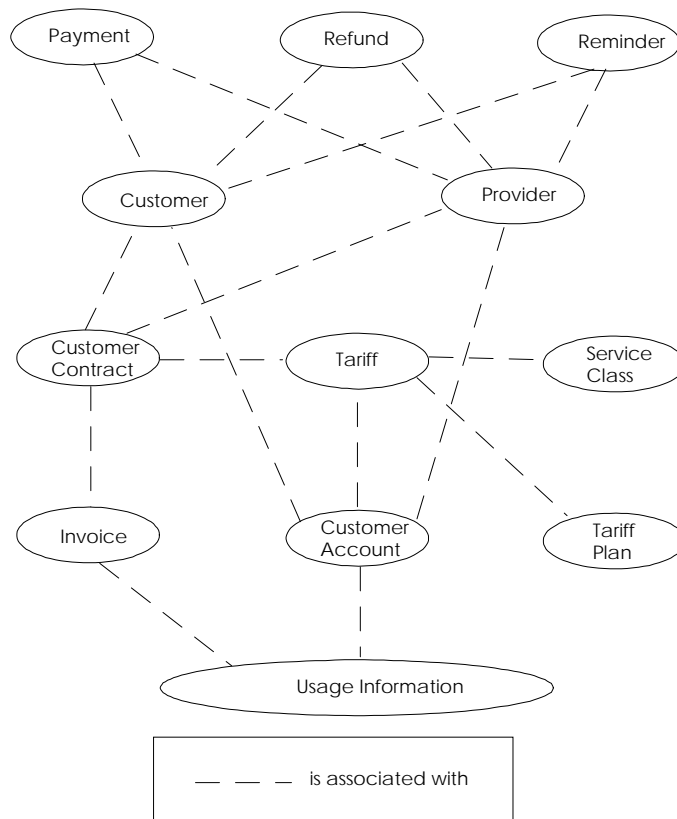 Payment
Refund
Reminder
Customer
Provider
Customer
Contract
Tariff
Service
Class
Invoice
Customer
Account
Tariff
Plan
Usage Information
is associated with